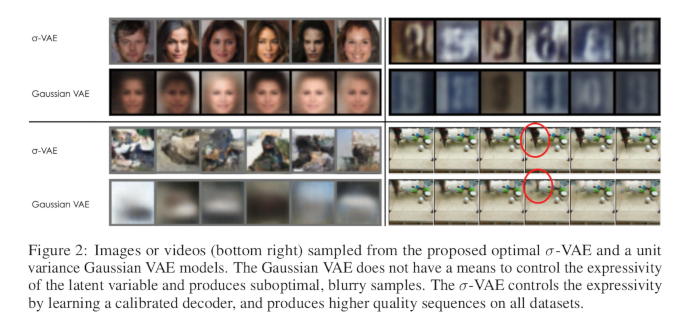 σ-VAE
Gaussian VAE
σ-VAE
Gaussian VAE
Figure 2: Images or videos (bottom right) sampled from the proposed optimal σ-VAE and a unit
variance Gaussian VAE models. The Gaussian VAE does not have a means to control the expressivity
of the latent variable and produces suboptimal, blurry samples. The σ-VAE controls the expressivity
by learning a calibrated decoder, and produces higher quality sequences on all datasets.